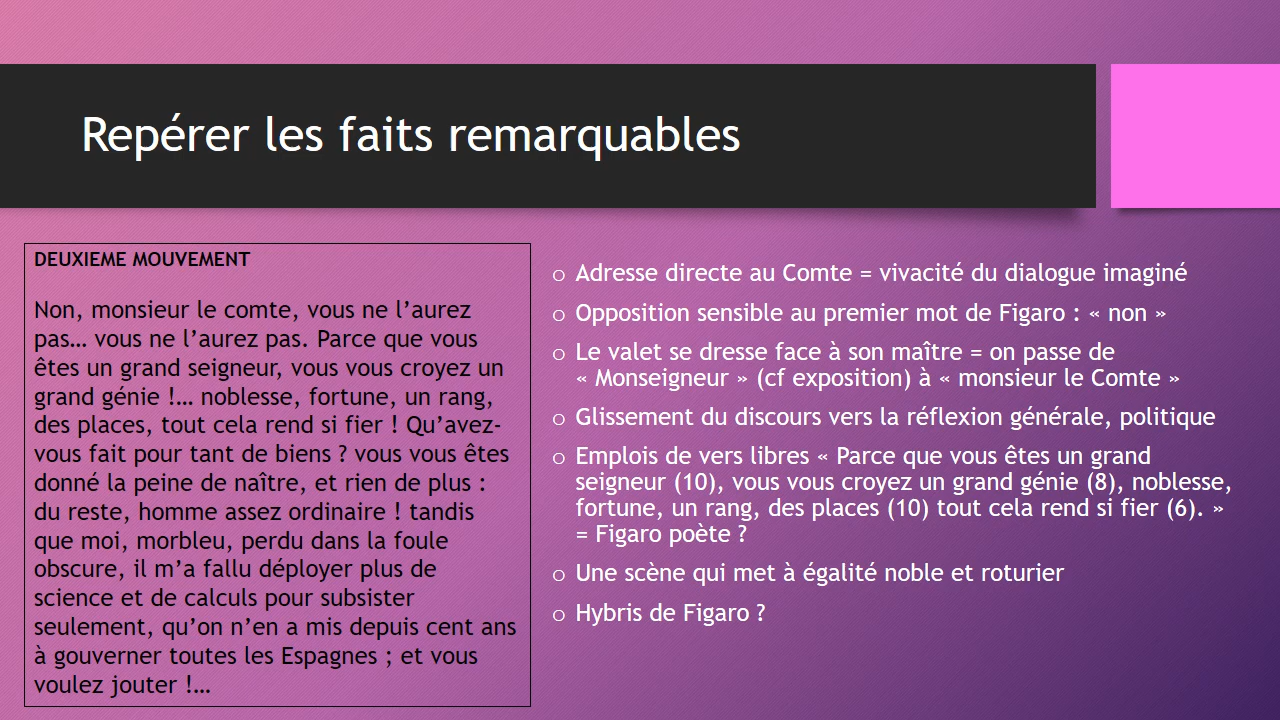 Repérer les faits remarquables
DEUXIEME MOUVEMENT
Non, monsieur le comte, vous ne l’aurez
pas… vous ne l’aurez pas. Parce que vous
êtes un grand seigneur, vous vous croyez un
grand génie !… noblesse, fortune, un rang,
des places, tout cela rend si fier ! Qu’avez-
vous fait pour tant de biens ? vous vous êtes
donné la peine de naître, et rien de plus :
du reste, homme assez ordinaire ! tandis
que moi, morbleu, perdu dans la foule
obscure, il m’a fallu déployer plus de
science et de calculs pour subsister
seulement, qu’on n’en a mis depuis cent ans
à gouverner toutes les Espagnes ; et vous
voulez jouter !…
o Adresse directe au Comte = vivacité du dialogue imaginé
o Opposition sensible au premier mot de Figaro : « non »
o Le valet se dresse face à son maître = on passe de
« Monseigneur » (cf exposition) à « monsieur le Comte »
o Glissement du discours vers la réflexion générale, politique
o Emplois de vers libres « Parce que vous êtes un grand
seigneur (10), vous vous croyez un grand génie (8), noblesse,
fortune, un rang, des places (10) tout cela rend si fier (6). »
= Figaro poète ?
o Une scène qui met à égalité noble et roturier
o Hybris de Figaro ?